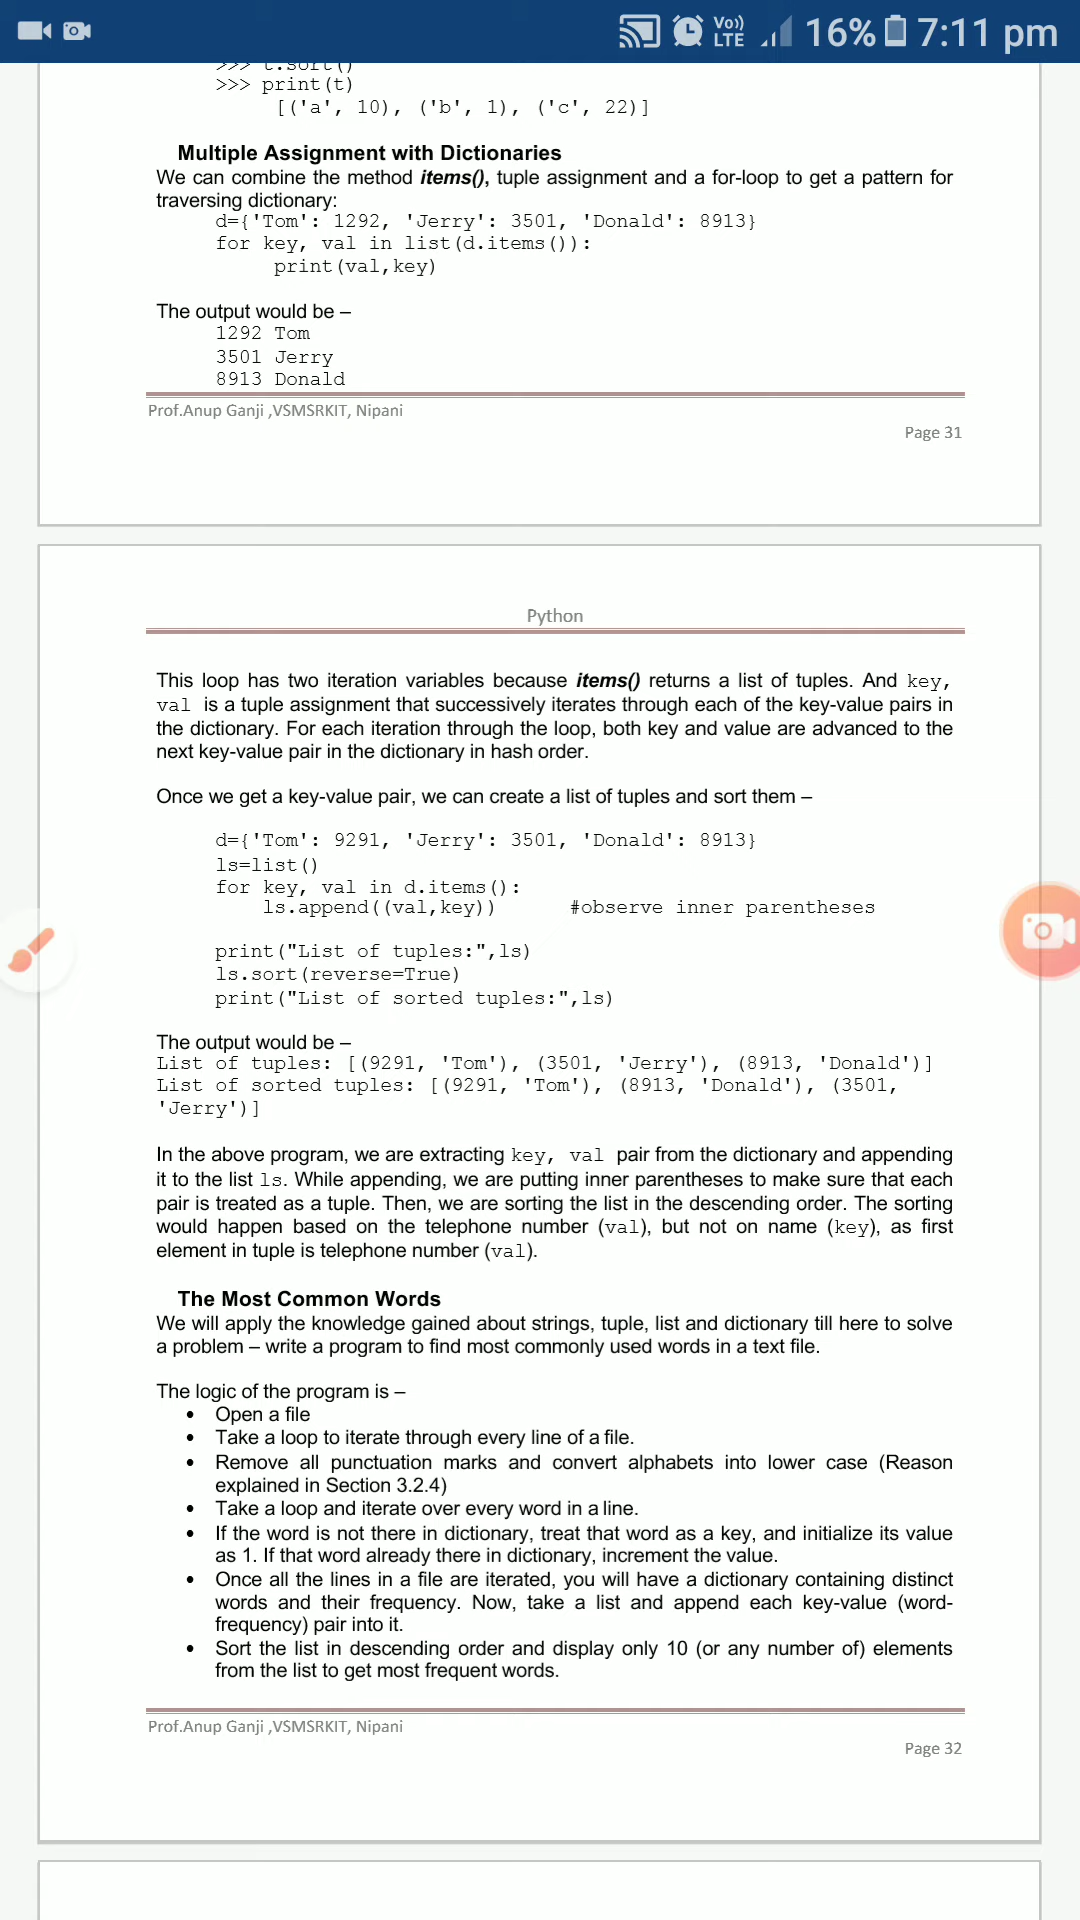 Vo)) LTE 16% 7:11 pm
>>> t.sort()
>>> print(t)
[('a', 10), ('b', 1), ('c', 22)]
Multiple Assignment with Dictionaries
We can combine the method items(), tuple assignment and a for-loop to get a pattern for
traversing dictionary:
d={'Tom': 1292, 'Jerry': 3501, 'Donald': 8913}
for key, val in list(d.items()):
print(val,key)
The output would be –
1292 Tom
3501 Jerry
8913 Donald
Prof.Anup Ganji ,VSMSRKIT, Nipani
Page 31
Python
This loop has two iteration variables because items() returns a list of tuples. And key,
val is a tuple assignment that successively iterates through each of the key-value pairs in
the dictionary. For each iteration through the loop, both key and value are advanced to the
next key-value pair in the dictionary in hash order.
Once we get a key-value pair, we can create a list of tuples and sort them –
d={'Tom': 9291, 'Jerry': 3501, 'Donald': 8913}
ls=list()
for key, val in d.items():
ls.append((val,key)) #observe inner parentheses
print("List of tuples:",ls)
ls.sort(reverse=True)
print("List of sorted tuples:",ls)
The output would be –
List of tuples: [(9291, 'Tom'), (3501, 'Jerry'), (8913, 'Donald')]
List of sorted tuples: [(9291, 'Tom'), (8913, 'Donald'), (3501,
'Jerry')]
In the above program, we are extracting key, val pair from the dictionary and appending
it to the list ls. While appending, we are putting inner parentheses to make sure that each
pair is treated as a tuple. Then, we are sorting the list in the descending order. The sorting
would happen based on the telephone number (val), but not on name (key), as first
element in tuple is telephone number (val).
The Most Common Words
We will apply the knowledge gained about strings, tuple, list and dictionary till here to solve
a problem – write a program to find most commonly used words in a text file.
The logic of the program is –
• Open a file
• Take a loop to iterate through every line of a file.
• Remove all punctuation marks and convert alphabets into lower case (Reason
explained in Section 3.2.4)
• Take a loop and iterate over every word in a line.
• If the word is not there in dictionary, treat that word as a key, and initialize its value
as 1. If that word already there in dictionary, increment the value.
• Once all the lines in a file are iterated, you will have a dictionary containing distinct
words and their frequency. Now, take a list and append each key-value (word-
frequency) pair into it.
• Sort the list in descending order and display only 10 (or any number of) elements
from the list to get most frequent words.
Prof.Anup Ganji ,VSMSRKIT, Nipani
Page 32